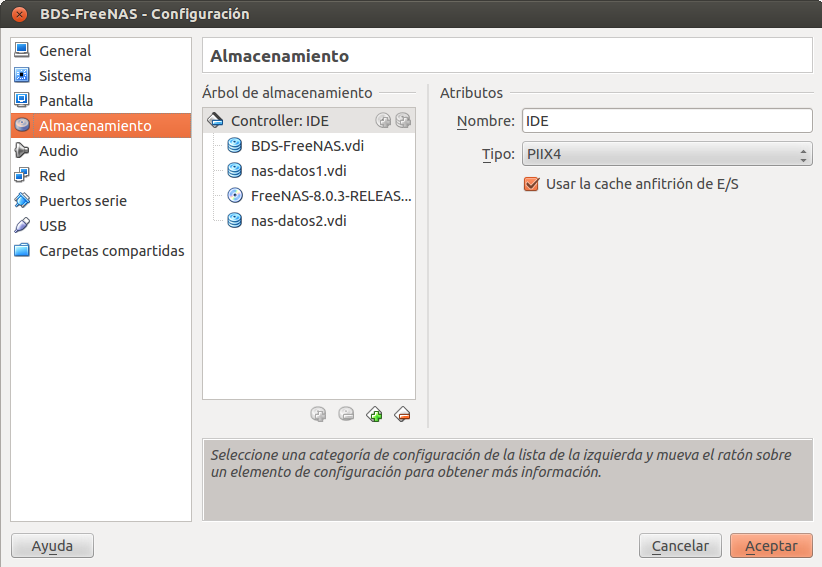 BDS-FreeNAS - Configuración
General
Sistema
Pantalla
Almacenamiento
Audio
Red
Puertos serie
USB
Carpetas compartidas
Almacenamiento
Árbol de almacenamiento
Controller: IDE
BDS-FreeNAS.vdi
nas-datos1.vdi
FreeNAS-8.0.3-RELEAS...
nas-datos2.vdi
Atributos
Nombre: IDE
Tipo: PIIX4
Usar la cache anfitrión de E/S
Seleccione una categoría de configuración de la lista de la izquierda y mueva el ratón sobre
un elemento de configuración para obtener más información.
Ayuda
Cancelar
Aceptar